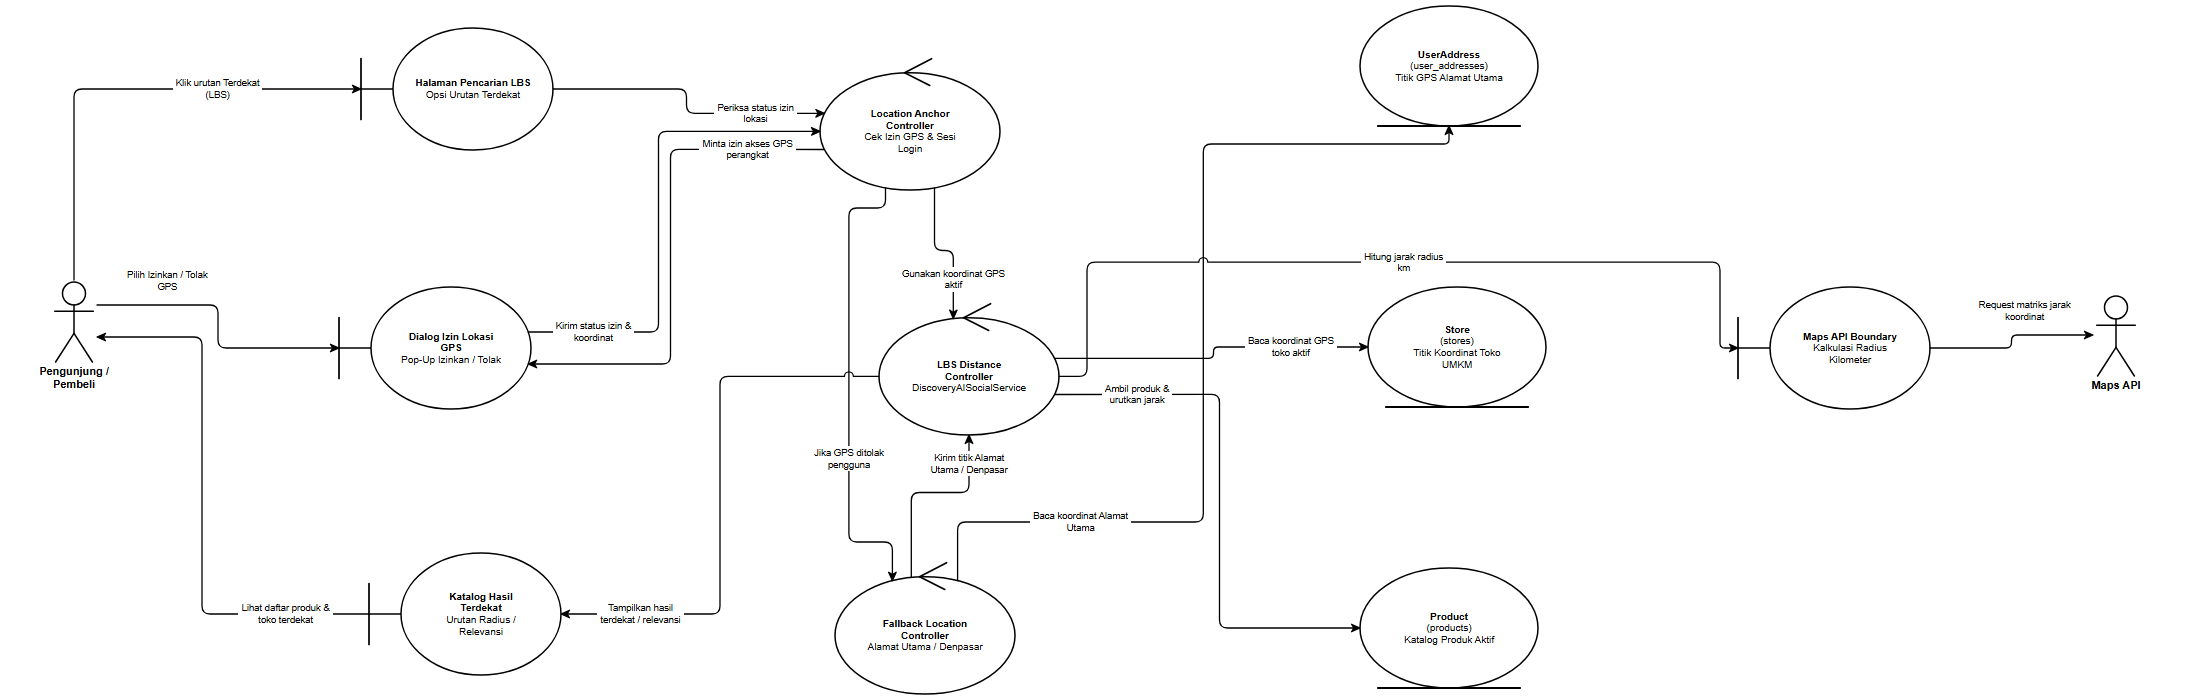 UserAddress
(user_addresses)
Titik GPS Alamat Utama
Klik urutan Terdekat
(LBS)
Halaman Pencarian LBS
Opsi Urutan Terdekat
Periksa status izin
lokasi
Location Anchor
Controller
Cek Izin GPS & Sesi
Login
Minta izin akses GPS
perangkat
Pilih Izinkan / Tolak
GPS
Gunakan koordinat GPS
aktif
Hitung jarak radius
km
Pengunjung /
Pembeli
Dialog Izin Lokasi
GPS
Pop-Up Izinkan / Tolak
Kirim status izin &
koordinat
LBS Distance
Controller
DiscoveryAISocialService
Baca koordinat GPS
toko aktif
Store
(stores)
Titik Koordinat Toko
UMKM
Maps API Boundary
Kalkulasi Radius
Kilometer
Request matriks jarak
koordinat
Maps API
Ambil produk &
urutkan jarak
Jika GPS ditolak
pengguna
Kirim titik Alamat
Utama / Denpasar
Baca koordinat Alamat
Utama
Lihat daftar produk &
toko terdekat
Katalog Hasil
Terdekat
Urutan Radius /
Relevansi
Tampilkan hasil
terdekat / relevansi
Fallback Location
Controller
Alamat Utama / Denpasar
Product
(products)
Katalog Produk Aktif